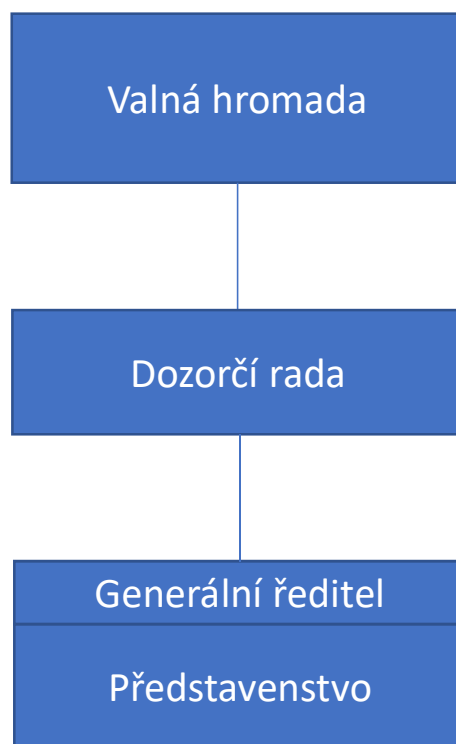 Valná hromada
Dozorčí rada
Generální ředitel
Představenstvo